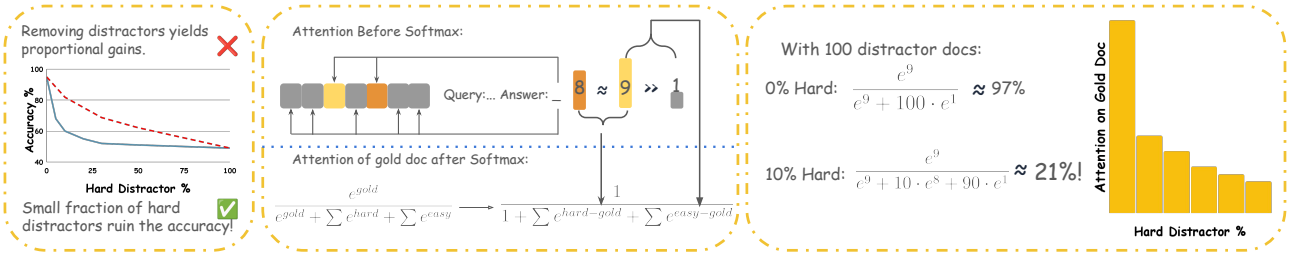 Removing distractors yields
proportional gains.
❌
100
80
60
40
Accuracy %
0 25 50 75 100
Hard Distractor %
Small fraction of hard
distractors ruin the accuracy!
✅
Attention Before Softmax:
Query:... Answer: _
8 ≈ 9 >> 1
Attention of gold doc after Softmax:
e^{gold} / (e^{gold} + ∑ e^{hard} + ∑ e^{easy})
1 / (1 + ∑ e^{hard−gold} + ∑ e^{easy−gold})
With 100 distractor docs:
0% Hard: e^9 / (e^9 + 100 · e^1) ≈ 97%
10% Hard: e^9 / (e^9 + 10 · e^8 + 90 · e^1) ≈ 21%!
Attention on Gold Doc
Hard Distractor %